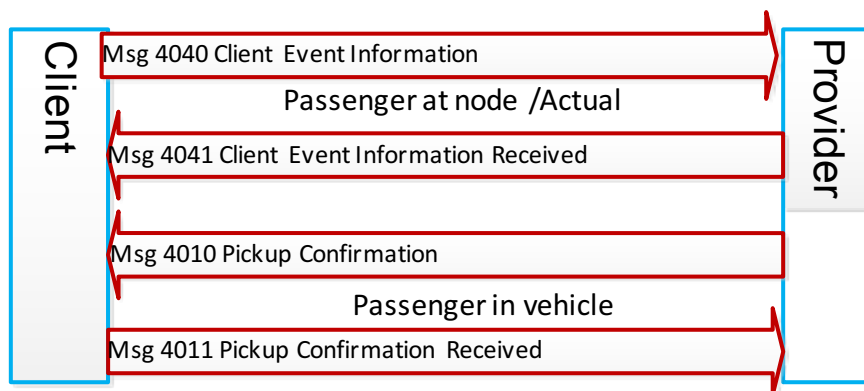 Client
Provider
Msg 4040 Client Event Information
Passenger at node /Actual
Msg 4041 Client Event Information Received
Msg 4010 Pickup Confirmation
Passenger in vehicle
Msg 4011 Pickup Confirmation Received